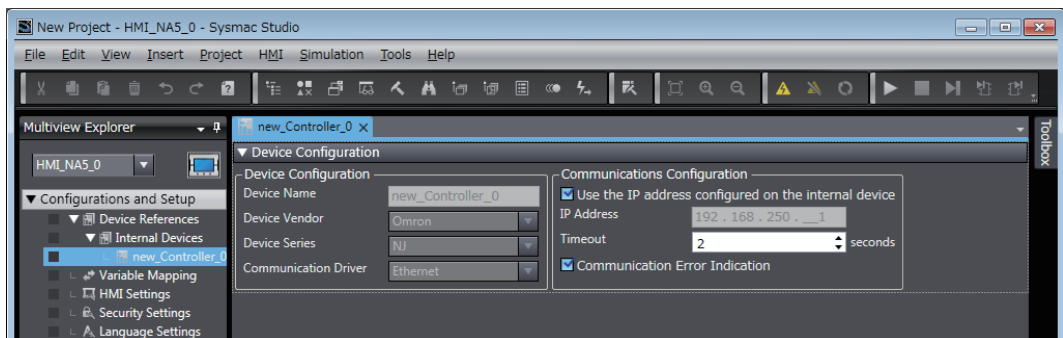 New Project - HMI_NA5_0 - Sysmac Studio
File Edit View Insert Project HMI Simulation Tools Help
Multiview Explorer
HMI_NA5_0
Configurations and Setup
Device References
Internal Devices
new_Controller_0
Variable Mapping
HMI Settings
Security Settings
Language Settings
new_Controller_0
Device Configuration
Device Configuration
Device Name new_Controller_0
Device Vendor Omron
Device Series NJ
Communication Driver Ethernet
Communications Configuration
Use the IP address configured on the internal device
IP Address 192 . 168 . 250 . __1
Timeout 2 seconds
Communication Error Indication
Toolbox